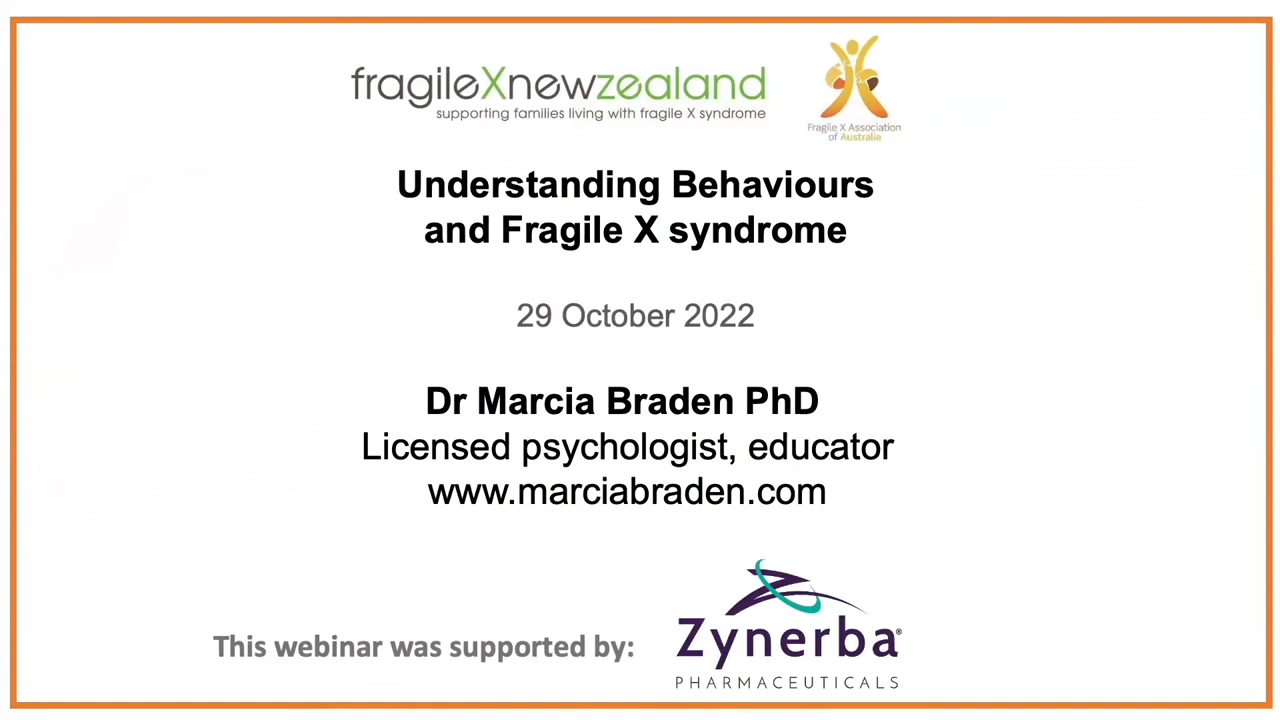 fragileXnewzealand
supporting families living with fragile X syndrome
Fragile X Association
of Australia
Understanding Behaviours
and Fragile X syndrome
29 October 2022
Dr Marcia Braden PhD
Licensed psychologist, educator
www.marciabraden.com
This webinar was supported by:
Zynerba®
PHARMACEUTICALS